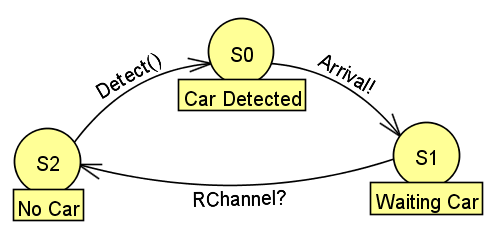 S0
Car Detected
Detect()
Arrival!
S2
No Car
S1
Waiting Car
RChannel?